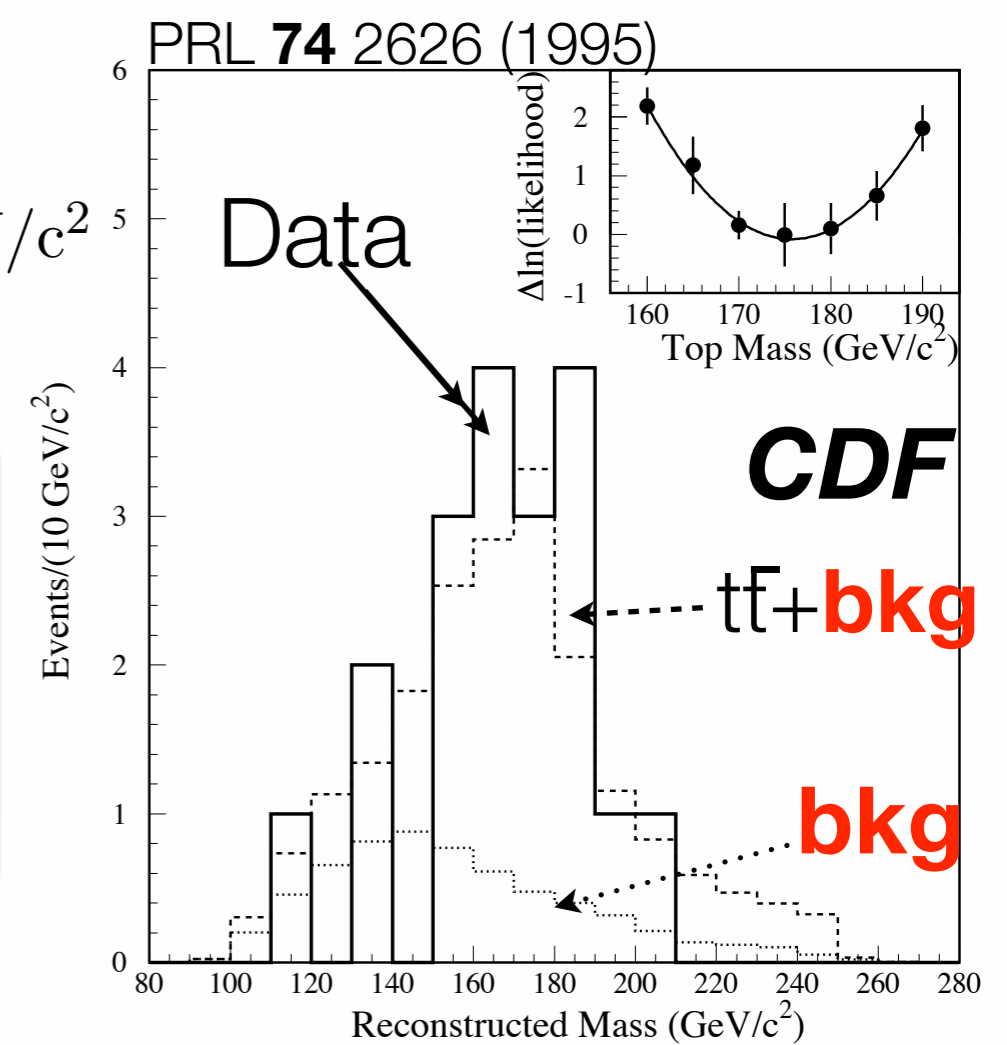 PRL 74 2626 (1995)
/c²
Data
6
5
4
3
2
1
0
Events/(10 GeV/c²)
80 100 120 140 160 180 200 220 240 260 280
Reconstructed Mass (GeV/c²)
Δln(likelihood)
2
1
0
-1
160 170 180 190
Top Mass (GeV/c²)
CDF
tt̅+bkg
bkg